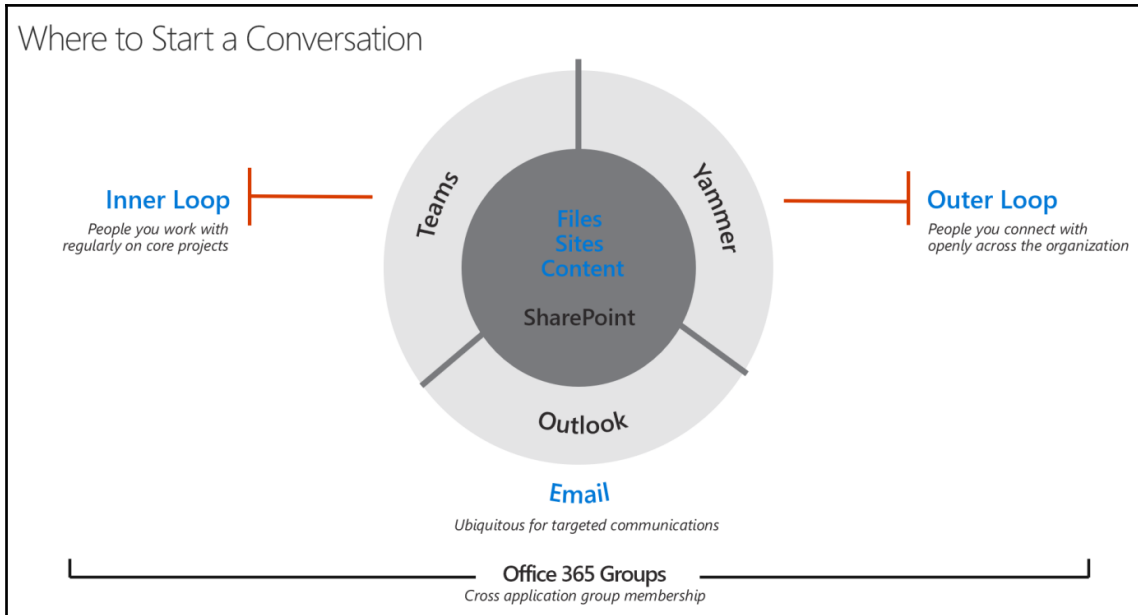 Where to Start a Conversation
Teams
Yammer
Inner Loop
People you work with
regularly on core projects
Files
Sites
Content
SharePoint
Outer Loop
People you connect with
openly across the organization
Outlook
Email
Ubiquitous for targeted communications
Office 365 Groups
Cross application group membership